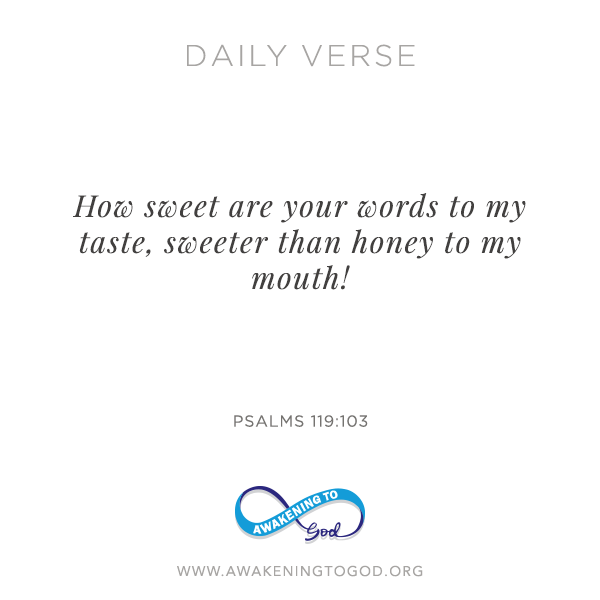 DAILY VERSE
How sweet are your words to my
taste, sweeter than honey to my
mouth!
PSALMS 119:103
AWAKENING TO
God
WWW.AWAKENINGTOGOD.ORG